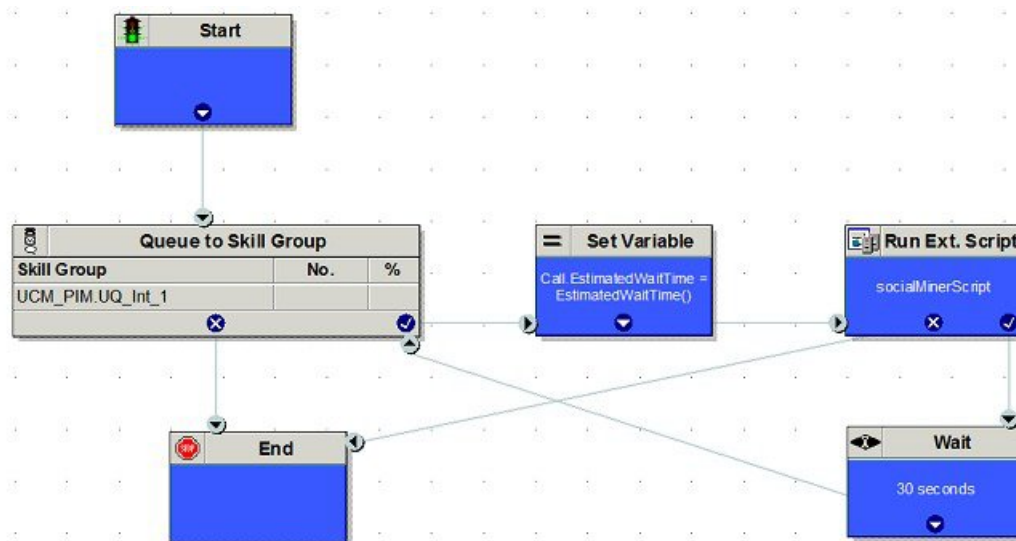 Start
Queue to Skill Group
Skill Group No. %
UCM_PIM.UQ_Int_1
Set Variable
Call.EstimatedWaitTime =
EstimatedWaitTime()
Run Ext. Script
socialMinerScript
End
Wait
30 seconds